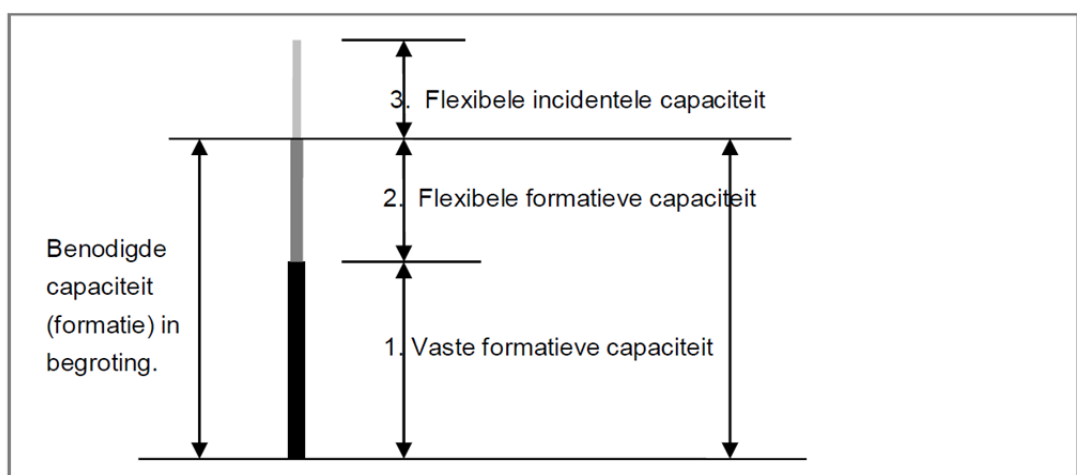 3. Flexibele incidentele capaciteit
2. Flexibele formatieve capaciteit
Benodigde
capaciteit
(formatie) in
begroting.
1. Vaste formatieve capaciteit